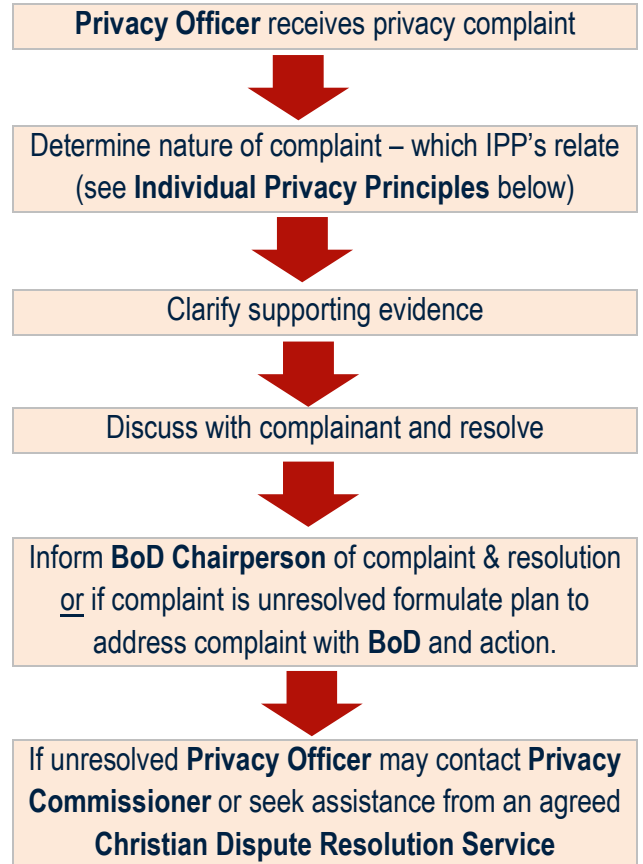 Privacy Officer receives privacy complaint
Determine nature of complaint – which IPP's relate
(see Individual Privacy Principles below)
Clarify supporting evidence
Discuss with complainant and resolve
Inform BoD Chairperson of complaint & resolution
or if complaint is unresolved formulate plan to
address complaint with BoD and action.
If unresolved Privacy Officer may contact Privacy
Commissioner or seek assistance from an agreed
Christian Dispute Resolution Service